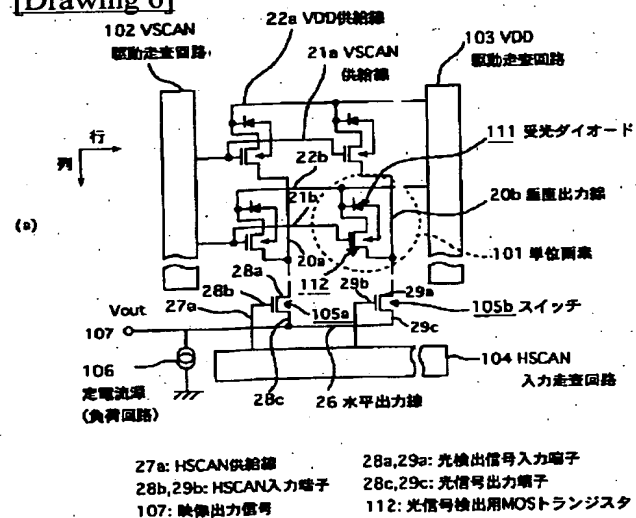 [Drawing 6]
102 VSCAN
駆動走査回路
22a VDD供給線
21a VSCAN
供給線
103 VDD
駆動走査回路
行
列
111 受光ダイオード
22b
21b
20b 垂直出力線
(a)
101 単位画素
20a
28a
112
29b
29a
28b
27a
Vout
107
105a
105b スイッチ
29c
106
定電流源
(負荷回路)
28c
26 水平出力線
104 HSCAN
入力走査回路
27a: HSCAN供給線
28a,29a: 光検出信号入力端子
28b,29b: HSCAN入力端子
28c,29c: 光信号出力端子
107: 映像出力信号
112: 光信号検出用MOSトランジスタ